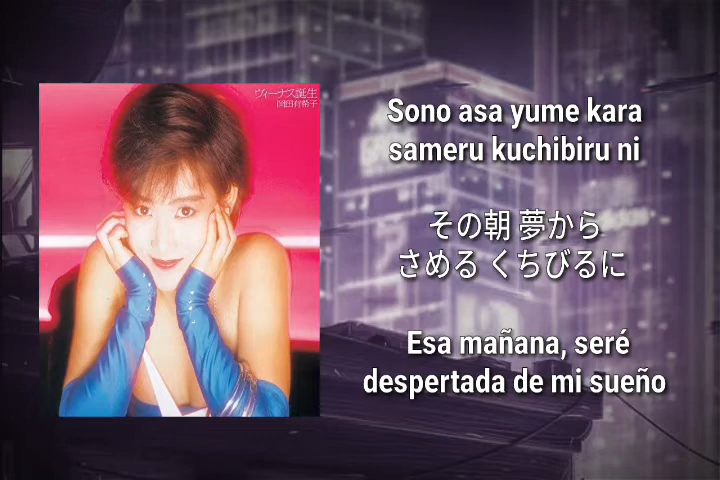 ヴィーナス誕生
岡田有希子
Sono asa yume kara
sameru kuchibiru ni
その朝 夢から
さめる くちびるに
Esa mañana, seré
despertada de mi sueño